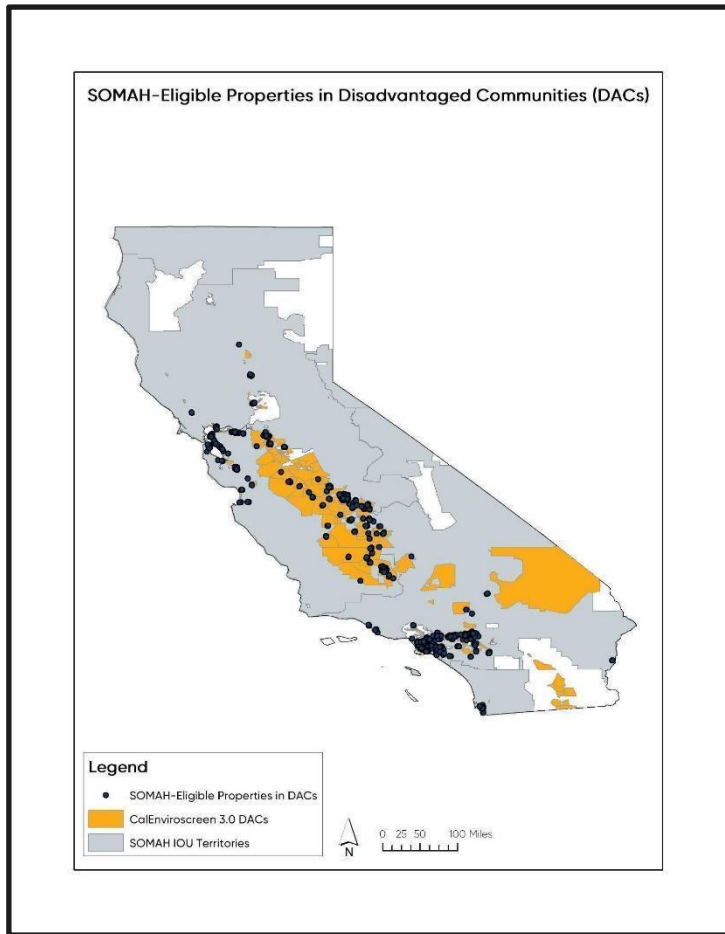 SOMAH-Eligible Properties in Disadvantaged Communities (DACs)
Legend
SOMAH-Eligible Properties in DACs
CalEnviroscreen 3.0 DACs
SOMAH IOU Territories
N
0 25 50 100 Miles